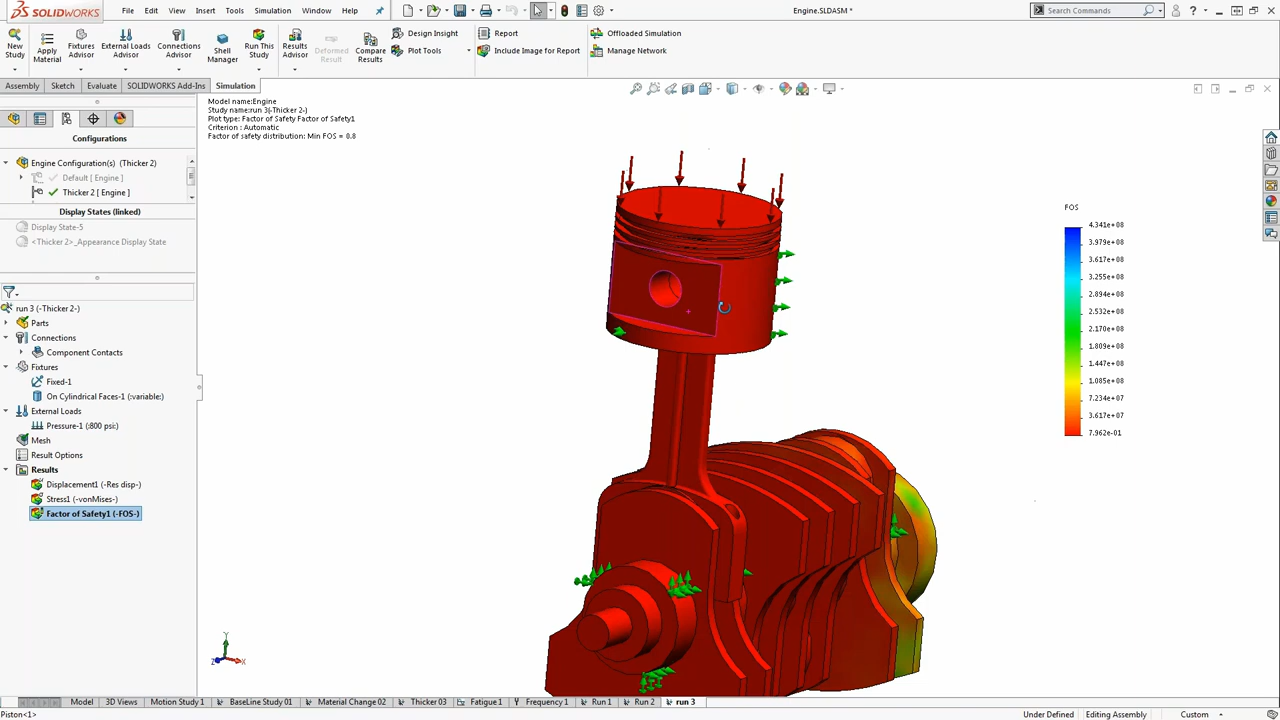 SOLIDWORKS
File Edit View Insert Tools Simulation Window Help
Engine.SLDASM *
Search Commands
New Study
Apply Material
Fixtures Advisor
External Loads Advisor
Connections Advisor
Shell Manager
Run This Study
Results Advisor
Deformed Result
Compare Results
Design Insight
Plot Tools
Report
Include Image for Report
Offloaded Simulation
Manage Network
Assembly Sketch Evaluate SOLIDWORKS Add-Ins Simulation
Configurations
Engine Configuration(s) (Thicker 2)
Default [ Engine ]
Thicker 2 [ Engine ]
Display States (linked)
Display State-5
<Thicker 2>_Appearance Display State
run 3 (-Thicker 2-)
Parts
Connections
Component Contacts
Fixtures
Fixed-1
On Cylindrical Faces-1 (:variable:)
External Loads
Pressure-1 (:800 psi:)
Mesh
Result Options
Results
Displacement1 (-Res disp-)
Stress1 (-vonMises-)
Factor of Safety1 (-FOS-)
Model name:Engine
Study name:run 3(-Thicker 2-)
Plot type: Factor of Safety Factor of Safety1
Criterion : Automatic
Factor of safety distribution: Min FOS = 0.8
FOS
4.341e+08
3.979e+08
3.617e+08
3.255e+08
2.894e+08
2.532e+08
2.170e+08
1.809e+08
1.447e+08
1.085e+08
7.234e+07
3.617e+07
7.962e-01
Y
Z X
Model 3D Views Motion Study 1 BaseLine Study 01 Material Change 02 Thicker 03 Fatigue 1 Frequency 1 Run 1 Run 2 run 3
Piston<1>
Under Defined Editing Assembly Custom